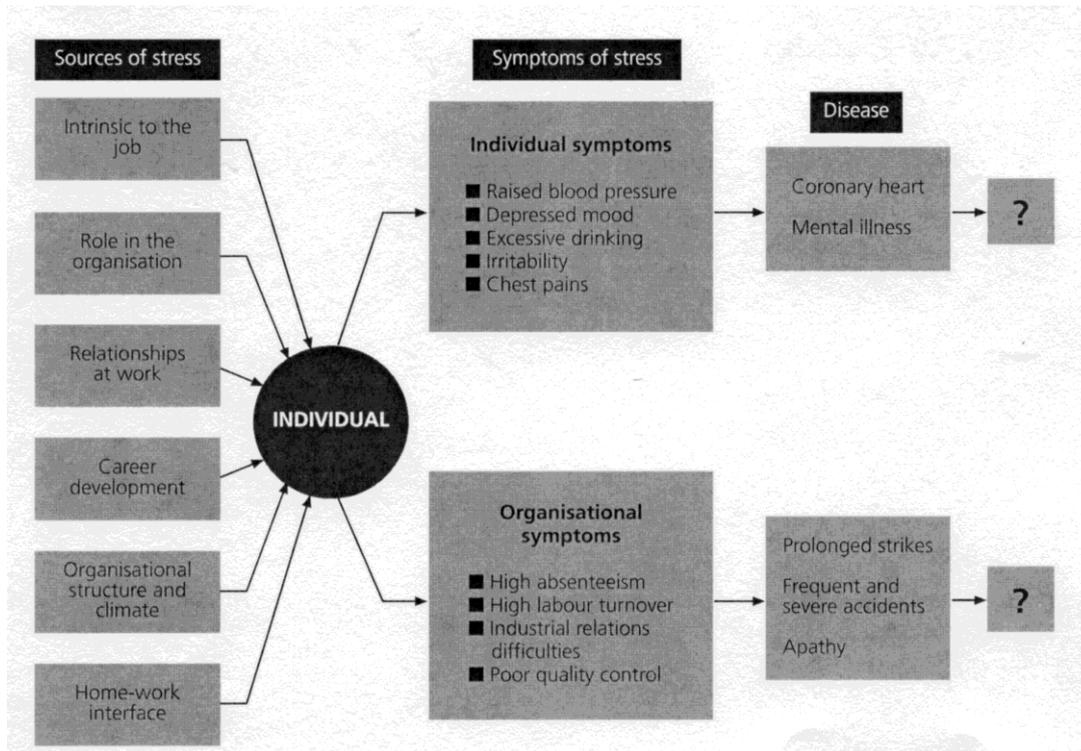 Sources of stress
Intrinsic to the
job
Role in the
organisation
Relationships
at work
Career
development
Organisational
structure and
climate
Home-work
interface
INDIVIDUAL
Symptoms of stress
Individual symptoms
■ Raised blood pressure
■ Depressed mood
■ Excessive drinking
■ Irritability
■ Chest pains
Organisational
symptoms
■ High absenteeism
■ High labour turnover
■ Industrial relations
difficulties
■ Poor quality control
Disease
Coronary heart
Mental illness
?
Prolonged strikes
Frequent and
severe accidents
Apathy
?